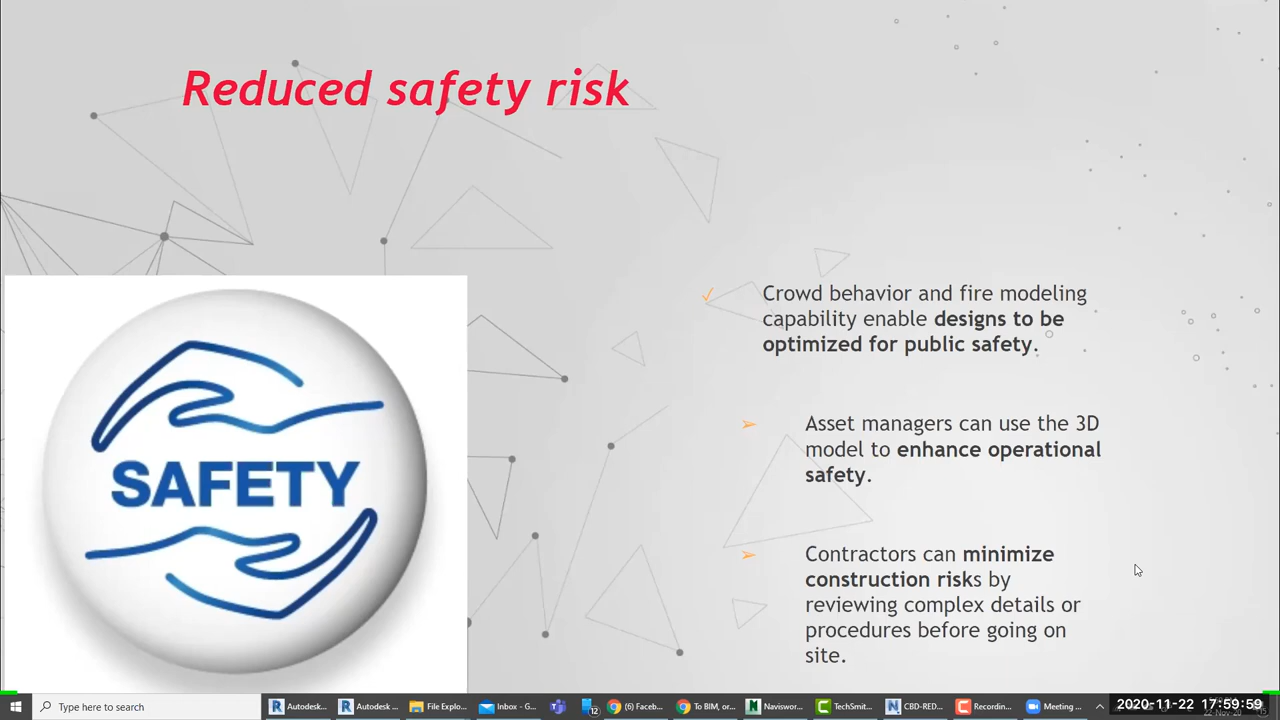 Reduced safety risk
SAFETY
Crowd behavior and fire modeling
capability enable designs to be
optimized for public safety.
Asset managers can use the 3D
model to enhance operational
safety.
Contractors can minimize
construction risks by
reviewing complex details or
procedures before going on
site.
Type here to search
Autodesk...
Autodesk ...
File Explo...
Inbox - G...
12
(6) Faceb...
To BIM, or...
Naviswor...
TechSmit...
CBD-RED...
Recordin...
Meeting ...
2020-11-22 17:59:59